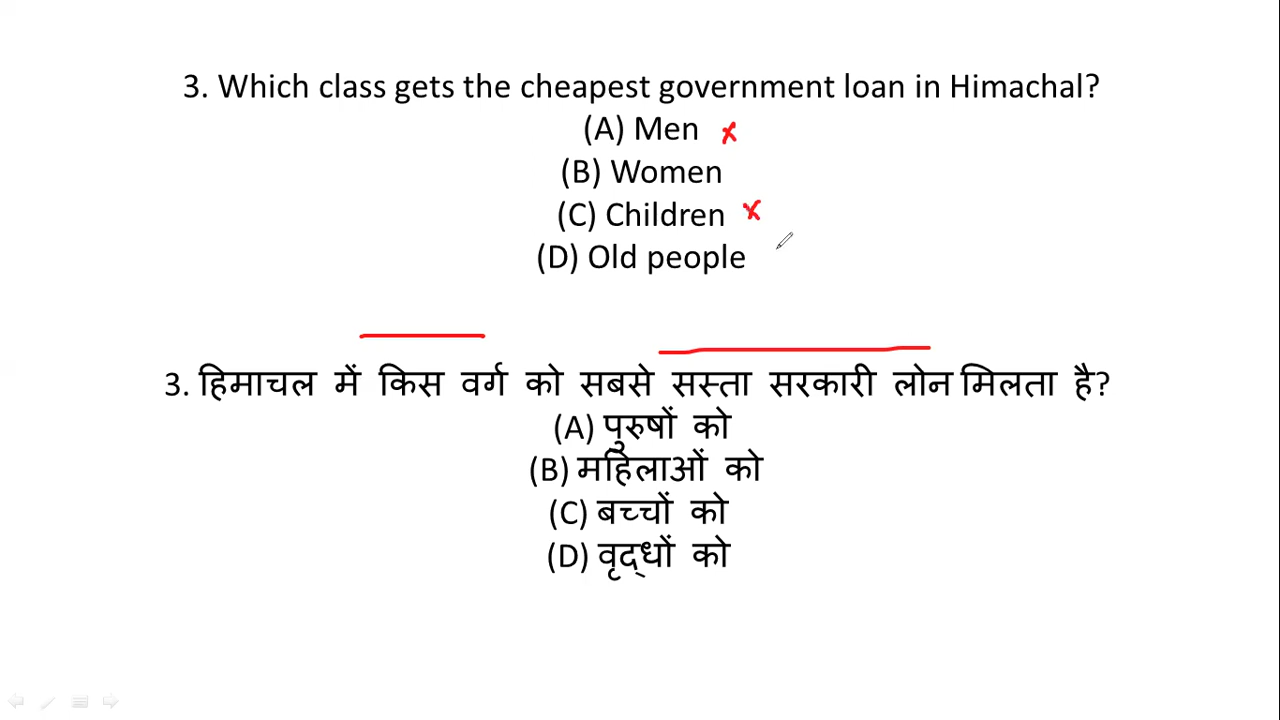 3. Which class gets the cheapest government loan in Himachal?
(A) Men
(B) Women
(C) Children
(D) Old people
3. हिमाचल में किस वर्ग को सबसे सस्ता सरकारी लोन मिलता है?
(A) पुरुषों को
(B) महिलाओं को
(C) बच्चों को
(D) वृद्धों को